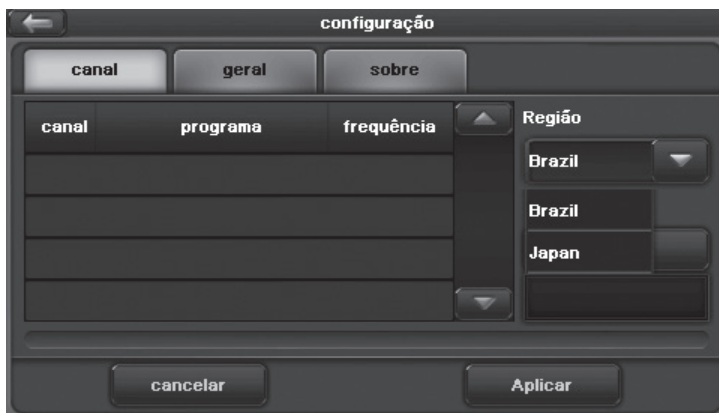 configuração
canal geral sobre
canal programa frequência
Região
Brazil
Brazil
Japan
cancelar Aplicar